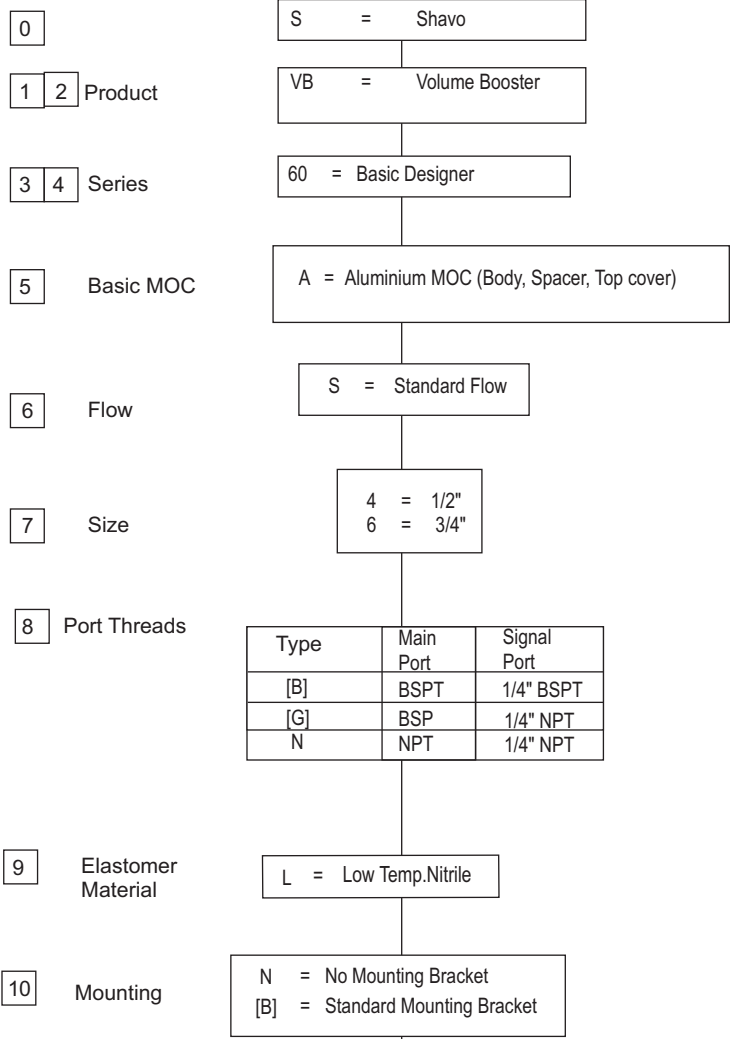 0 S = Shavo
1 2 Product VB = Volume Booster
3 4 Series 60 = Basic Designer
5 Basic MOC A = Aluminium MOC (Body, Spacer, Top cover)
6 Flow S = Standard Flow
7 Size 4 = 1/2"
6 = 3/4"
8 Port Threads
Type Main Port Signal Port
[B] BSPT 1/4" BSPT
[G] BSP 1/4" NPT
N NPT 1/4" NPT
9 Elastomer Material L = Low Temp.Nitrile
10 Mounting N = No Mounting Bracket
[B] = Standard Mounting Bracket